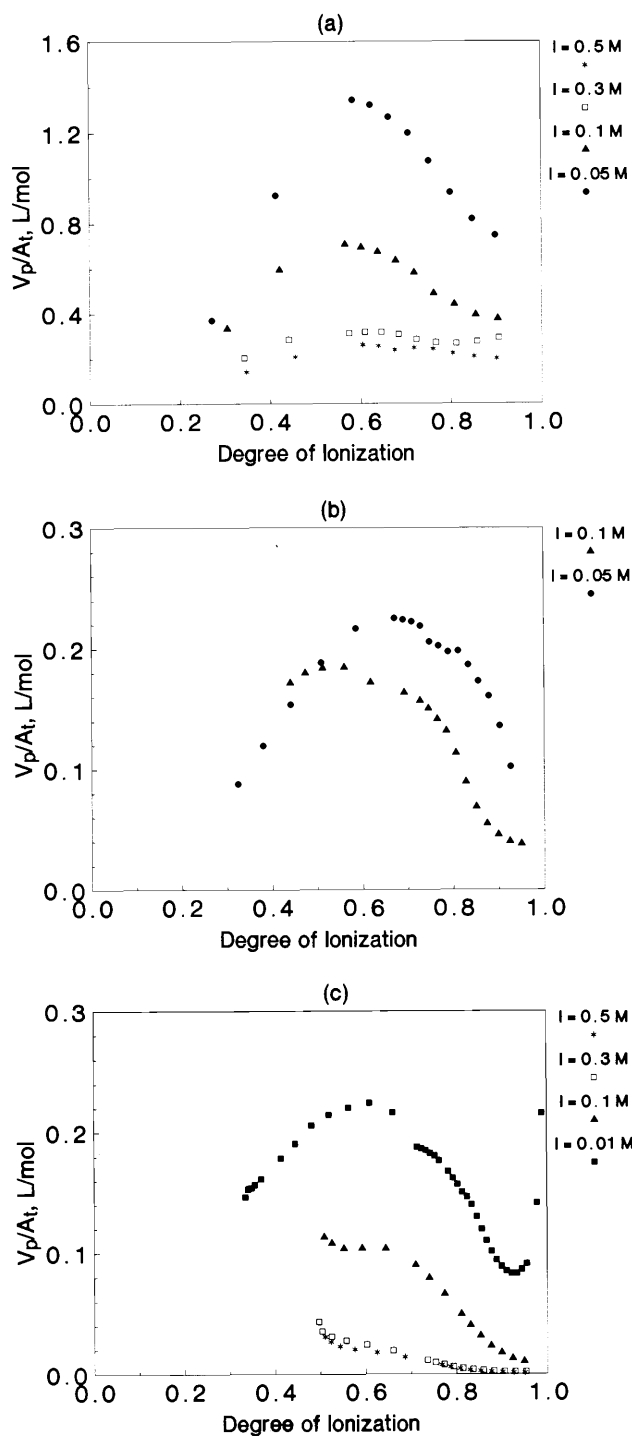 (a)
I = 0.5 M
I = 0.3 M
I = 0.1 M
I = 0.05 M
1.6
1.2
0.8
0.4
0.0
Vp/At, L/mol
0.0 0.2 0.4 0.6 0.8 1.0
Degree of Ionization
(b)
I = 0.1 M
I = 0.05 M
0.3
0.2
0.1
0.0
Vp/At, L/mol
0.0 0.2 0.4 0.6 0.8 1.0
Degree of Ionization
(c)
I = 0.5 M
I = 0.3 M
I = 0.1 M
I = 0.01 M
0.3
0.2
0.1
0.0
Vp/At, L/mol
0.0 0.2 0.4 0.6 0.8 1.0
Degree of Ionization